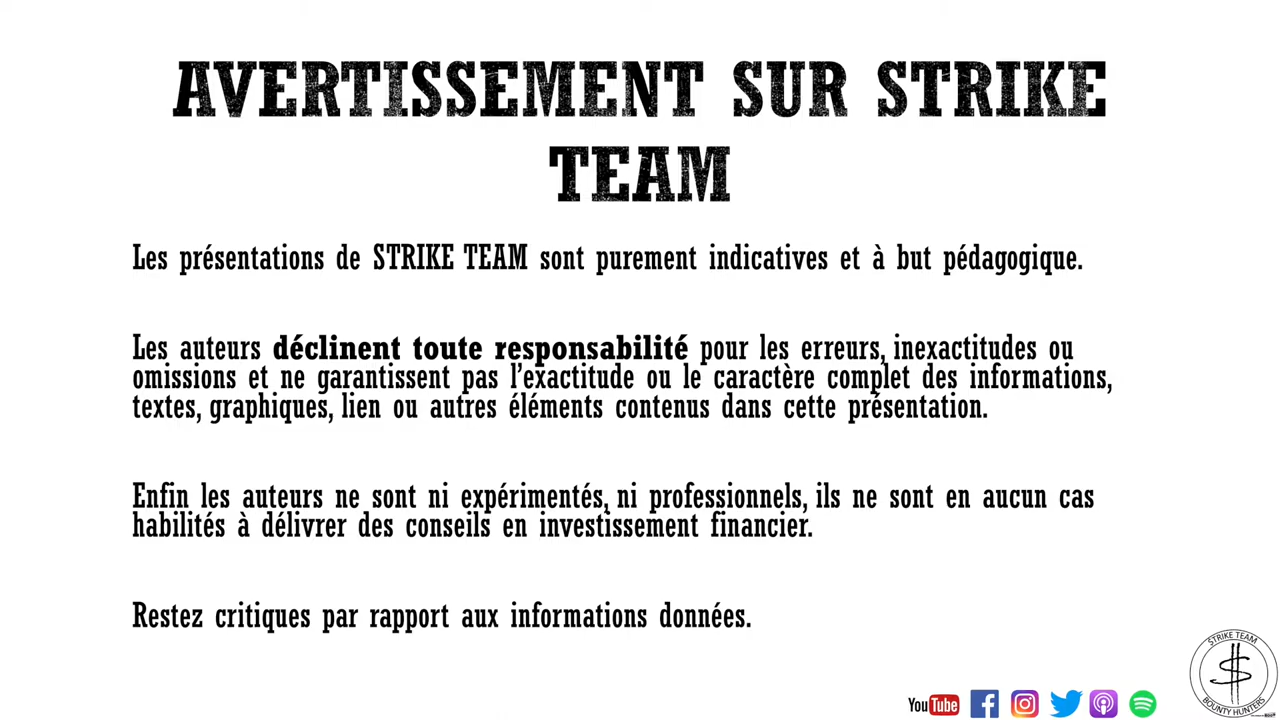 AVERTISSEMENT SUR STRIKE
TEAM
Les présentations de STRIKE TEAM sont purement indicatives et à but pédagogique.
Les auteurs déclinent toute responsabilité pour les erreurs, inexactitudes ou
omissions et ne garantissent pas l'exactitude ou le caractère complet des informations,
textes, graphiques, lien ou autres éléments contenus dans cette présentation.
Enfin les auteurs ne sont ni expérimentés, ni professionnels, ils ne sont en aucun cas
habilités à délivrer des conseils en investissement financier.
Restez critiques par rapport aux informations données.
YouTube
STRIKE TEAM
BOUNTY HUNTERS